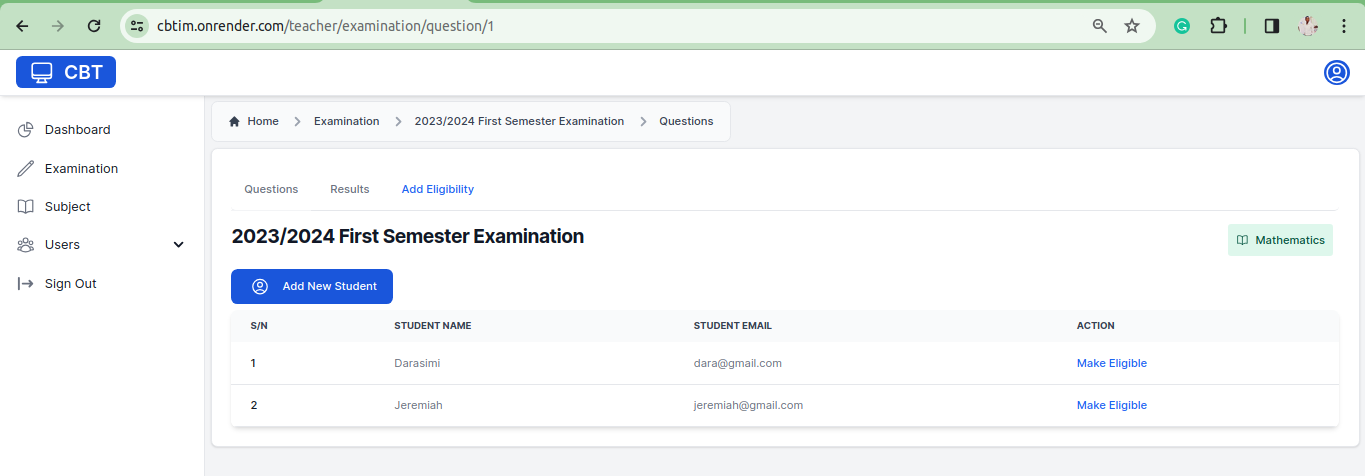 cbtim.onrender.com/teacher/examination/question/1
CBT
Dashboard
Examination
Subject
Users
Sign Out
Home > Examination > 2023/2024 First Semester Examination > Questions
Questions Results Add Eligibility
2023/2024 First Semester Examination
Mathematics
Add New Student
S/N STUDENT NAME STUDENT EMAIL ACTION
1 Darasimi dara@gmail.com Make Eligible
2 Jeremiah jeremiah@gmail.com Make Eligible